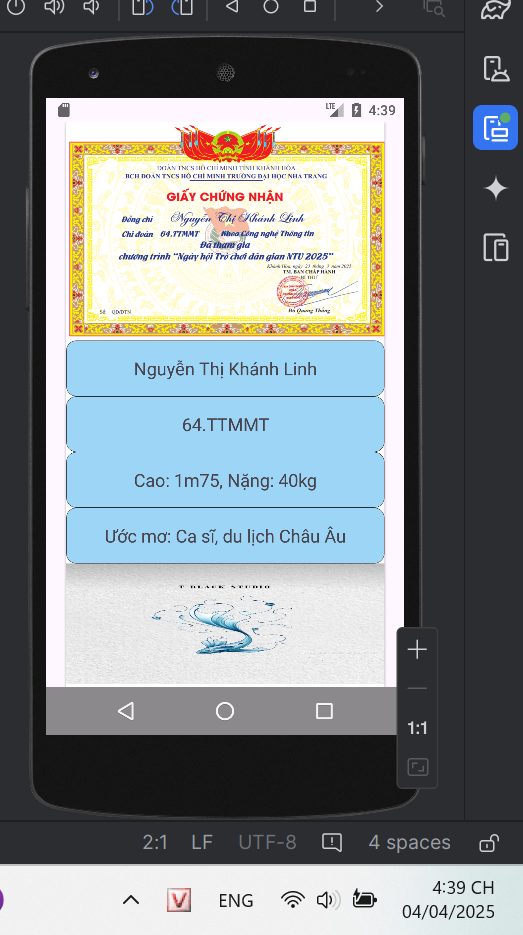 LTE 4:39
ĐOÀN TNCS HỒ CHÍ MINH TỈNH KHÁNH HÒA
BCH ĐOÀN TNCS HỒ CHÍ MINH TRƯỜNG ĐẠI HỌC NHA TRANG
GIẤY CHỨNG NHẬN
Đồng chí Nguyễn Thị Khánh Linh
Chi đoàn 64.TTMMT Khoa Công nghệ Thông tin
Đã tham gia
chương trình "Ngày hội Trò chơi dân gian NTU 2025"
Khánh Hòa, ngày 23 tháng 3 năm 2025
TM. BAN CHẤP HÀNH
BÍ THƯ
Số QĐ/ĐTN
Đỗ Quang Thắng
Nguyễn Thị Khánh Linh
64.TTMMT
Cao: 1m75, Nặng: 40kg
Ước mơ: Ca sĩ, du lịch Châu Âu
T BLACK STUDIO
1:1
2:1 LF UTF-8 4 spaces
V ENG 4:39 CH
04/04/2025